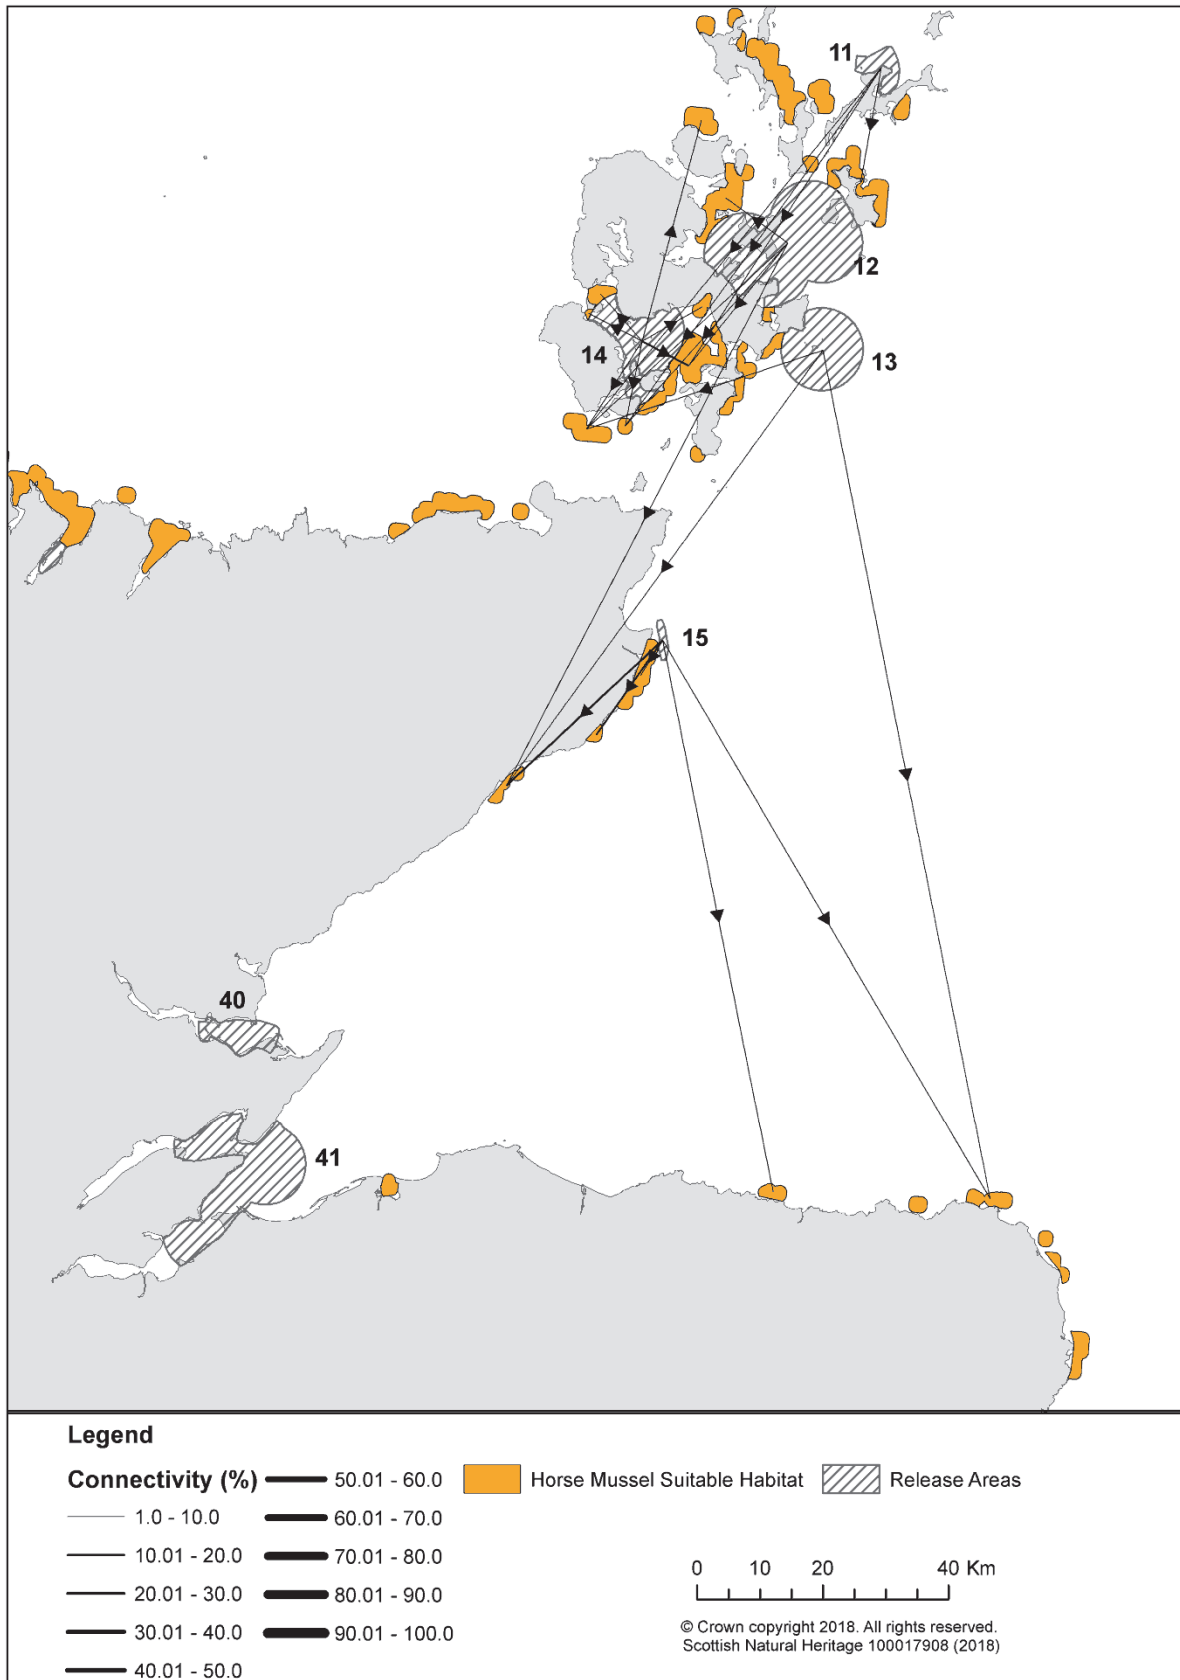 11
12
13
14
15
40
41
Legend
Connectivity (%)
1.0 - 10.0
10.01 - 20.0
20.01 - 30.0
30.01 - 40.0
40.01 - 50.0
50.01 - 60.0
60.01 - 70.0
70.01 - 80.0
80.01 - 90.0
90.01 - 100.0
Horse Mussel Suitable Habitat
Release Areas
0 10 20 40 Km
© Crown copyright 2018. All rights reserved.
Scottish Natural Heritage 100017908 (2018)